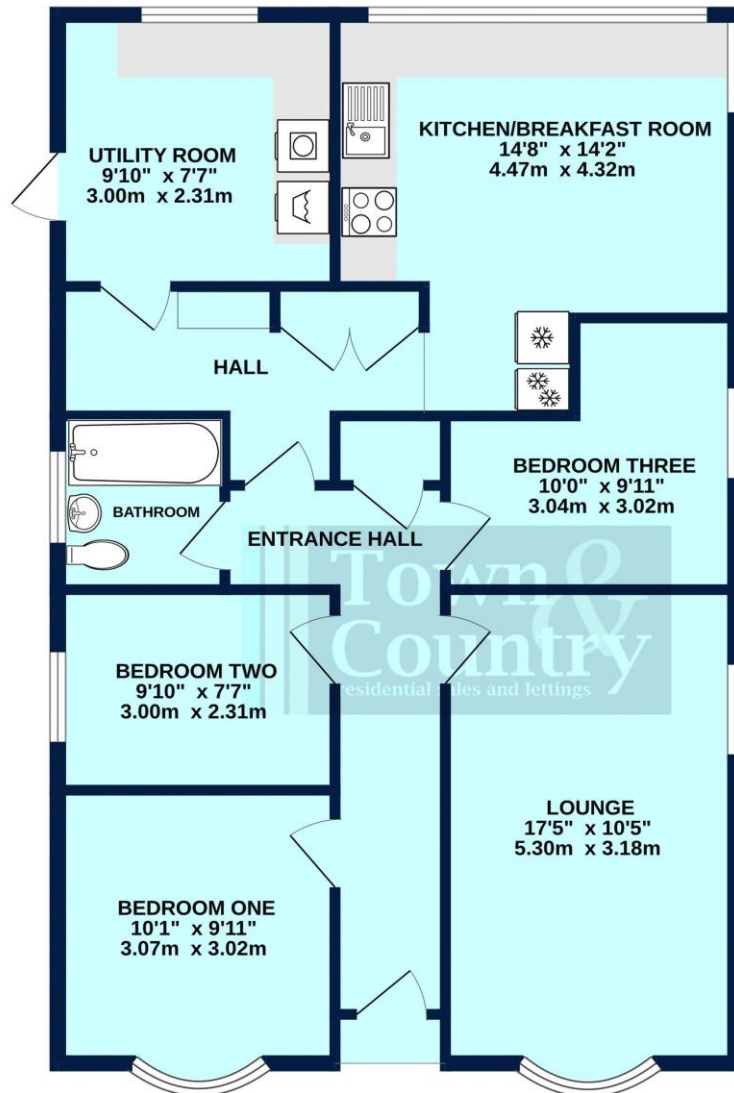 UTILITY ROOM
9'10" x 7'7"
3.00m x 2.31m
KITCHEN/BREAKFAST ROOM
14'8" x 14'2"
4.47m x 4.32m
HALL
BATHROOM
ENTRANCE HALL
BEDROOM THREE
10'0" x 9'11"
3.04m x 3.02m
Town &
Country
residential sales and lettings
BEDROOM TWO
9'10" x 7'7"
3.00m x 2.31m
LOUNGE
17'5" x 10'5"
5.30m x 3.18m
BEDROOM ONE
10'1" x 9'11"
3.07m x 3.02m